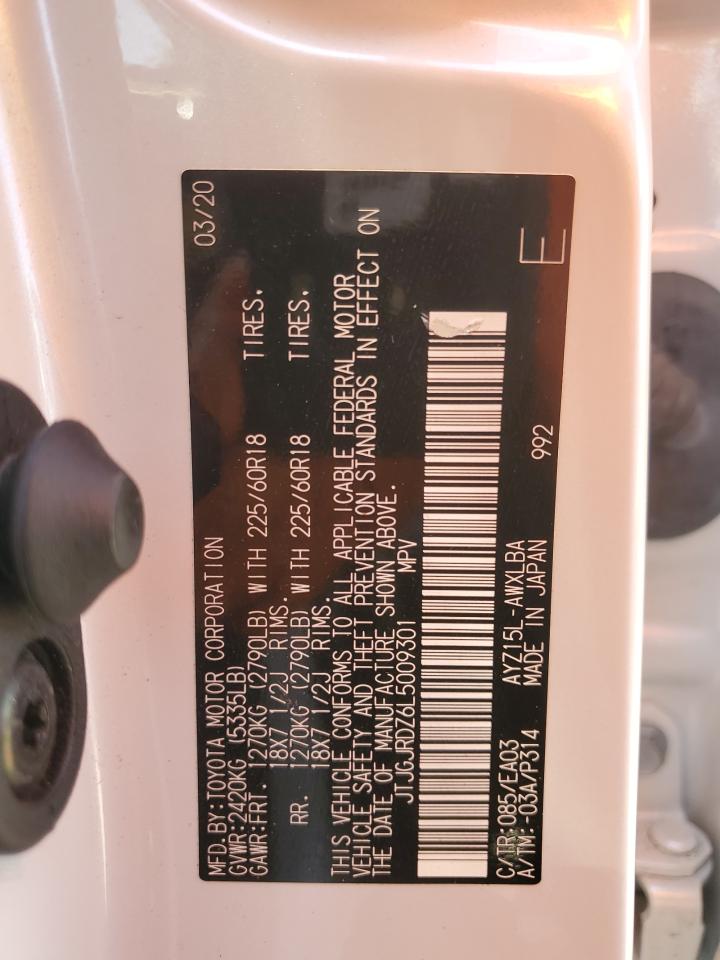 MFD. BY:TOYOTA MOTOR CORPORATION 03/20
GVWR:2420KG (5335LB)
GAWR:FRT. 1270KG (2790LB) WITH 225/60R18 TIRES.
18X7 1/2J RIMS.
RR. 1270KG (2790LB) WITH 225/60R18 TIRES.
18X7 1/2J RIMS.
THIS VEHICLE CONFORMS TO ALL APPLICABLE FEDERAL MOTOR
VEHICLE SAFETY AND THEFT PREVENTION STANDARDS IN EFFECT ON
THE DATE OF MANUFACTURE SHOWN ABOVE.
JTJGJRDZ6L5009301 MPV
C/TR:085/EA03 AYZ15L-AWXLBA
A/TM:-03A/P314 MADE IN JAPAN 992 E